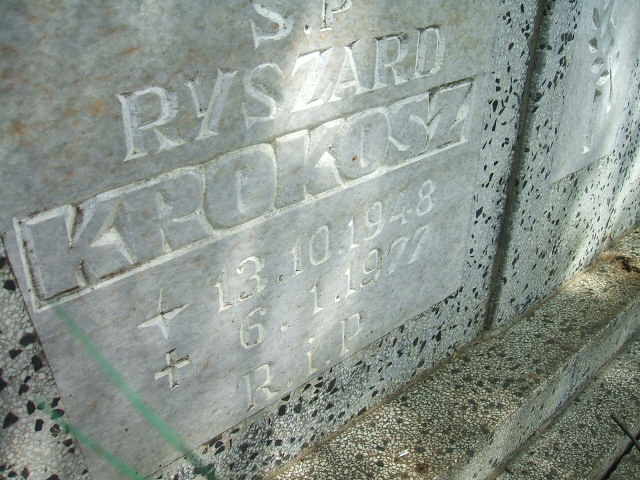 S.P
RYSZARD
KROKOSZ
13.10.1948
6.1.1977
R.i.P.